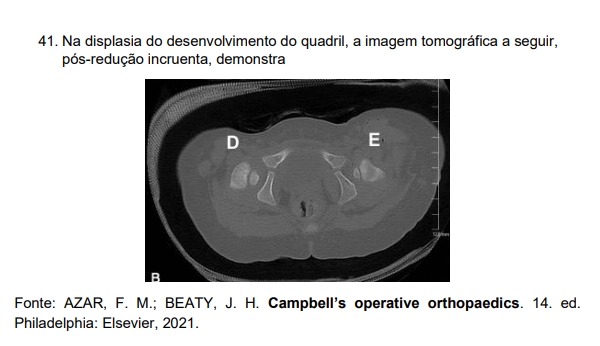 41. Na displasia do desenvolvimento do quadril, a imagem tomográfica a seguir,
pós-redução incruenta, demonstra
D E
B
Fonte: AZAR, F. M.; BEATY, J. H. Campbell's operative orthopaedics. 14. ed.
Philadelphia: Elsevier, 2021.